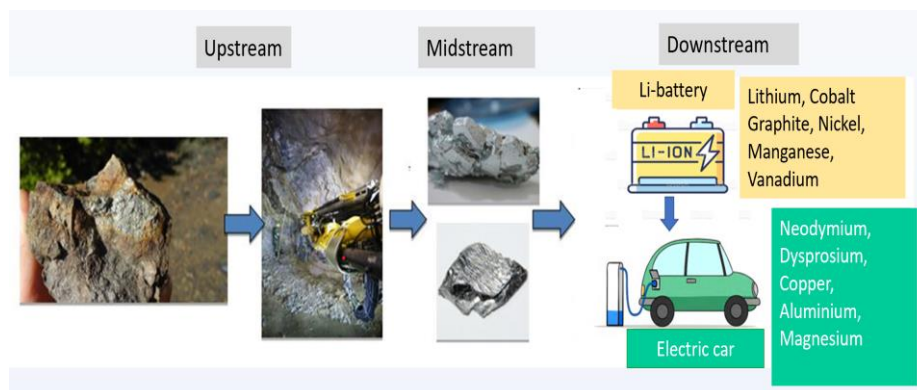 Upstream
Midstream
Downstream
Li-battery
Lithium, Cobalt
Graphite, Nickel,
Manganese,
Vanadium
LI-ION
Neodymium,
Dysprosium,
Copper,
Aluminium,
Magnesium
Electric car